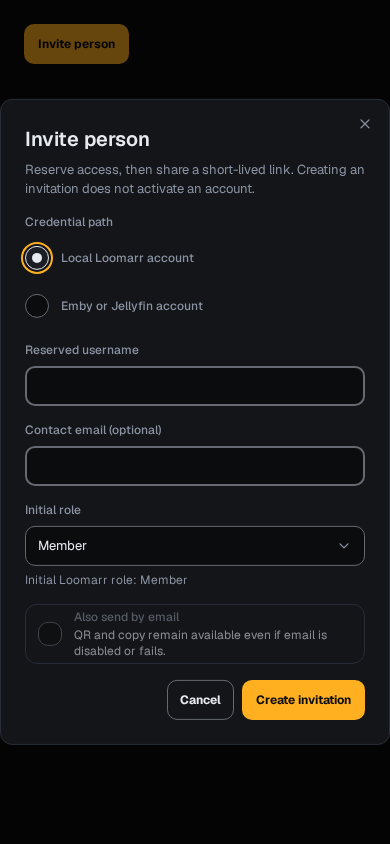 Invite person
Invite person
Reserve access, then share a short-lived link. Creating an
invitation does not activate an account.
Credential path
Local Loomarr account
Emby or Jellyfin account
Reserved username
Contact email (optional)
Initial role
Member
Initial Loomarr role: Member
Also send by email
QR and copy remain available even if email is
disabled or fails.
Cancel
Create invitation